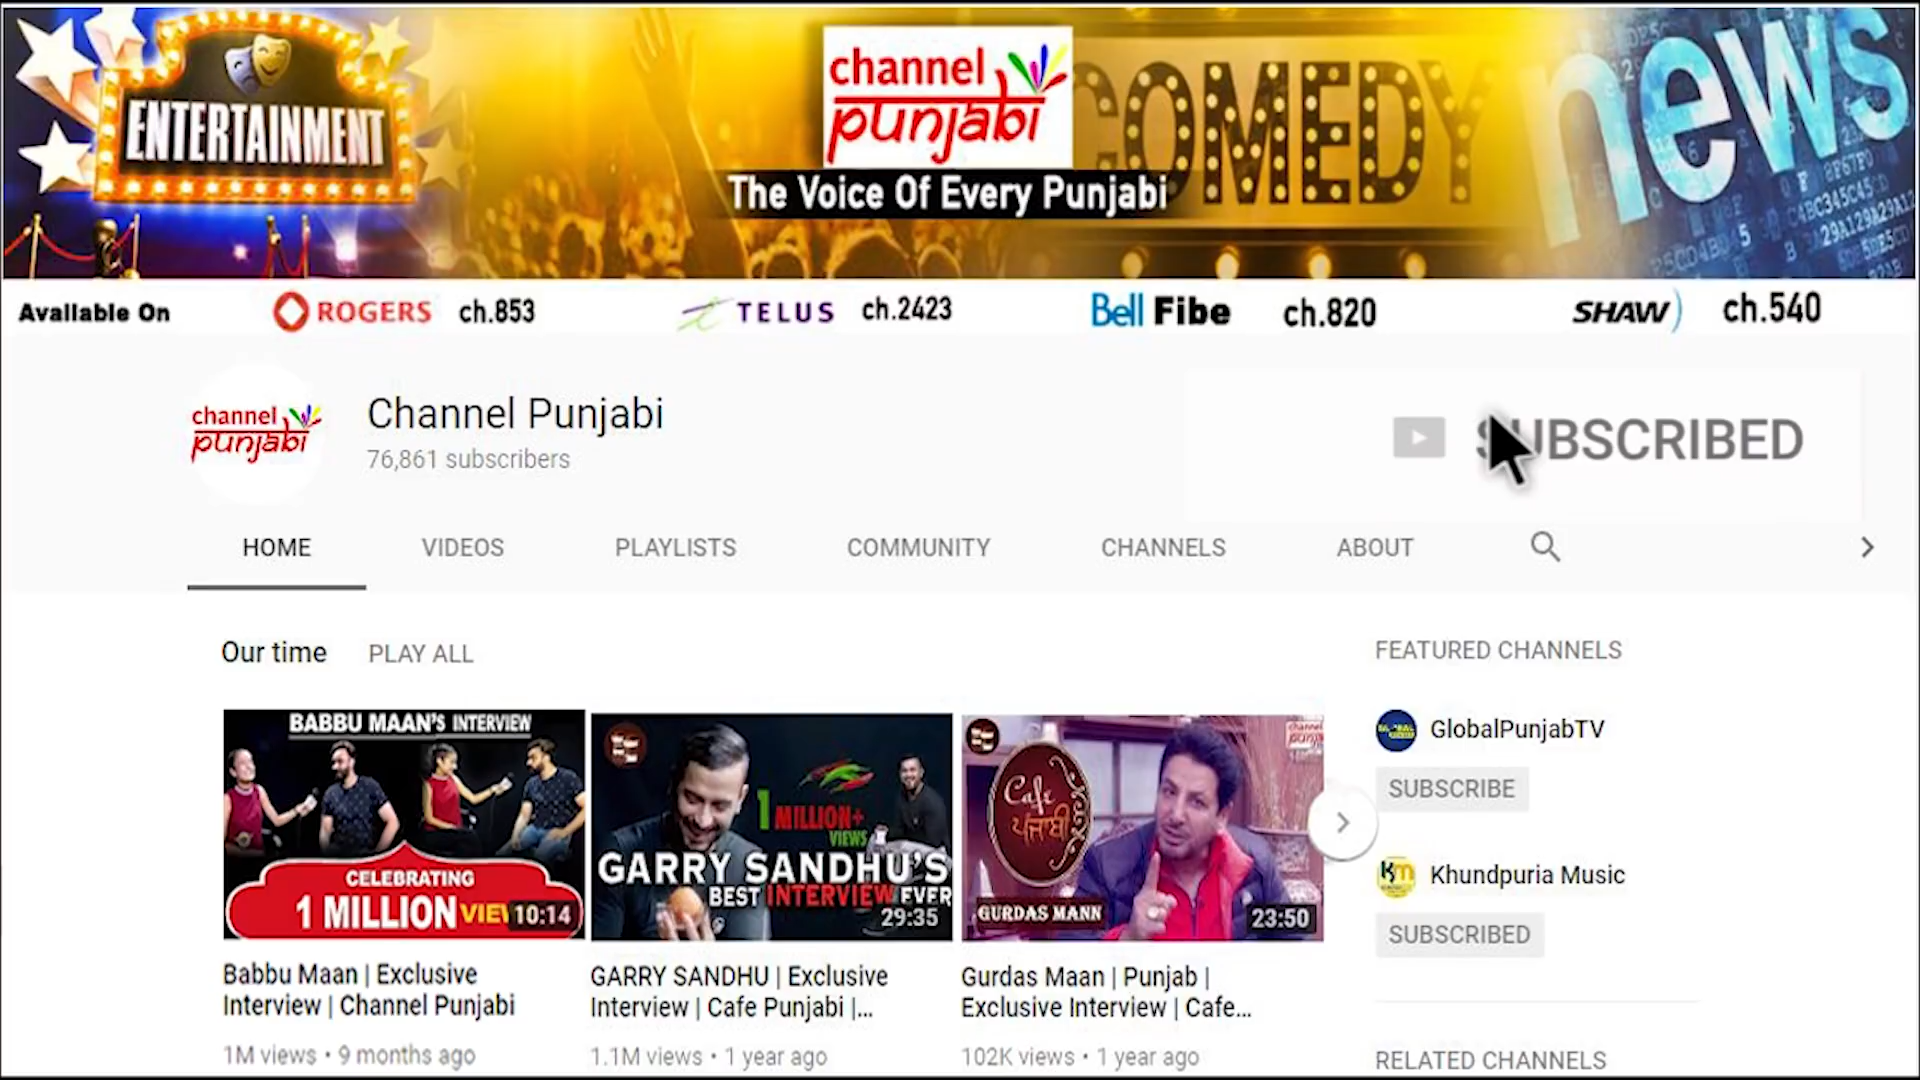 ENTERTAINMENT
channel
punjabi
The Voice Of Every Punjabi
COMEDY
news
Available On
ROGERS ch.853
TELUS ch.2423
Bell Fibe ch.820
SHAW ch.540
channel
punjabi
Channel Punjabi
76,861 subscribers
SUBSCRIBED
HOME VIDEOS PLAYLISTS COMMUNITY CHANNELS ABOUT
Our time PLAY ALL
BABBU MAAN'S INTERVIEW
CELEBRATING
1 MILLION VIEW
10:14
Babbu Maan | Exclusive
Interview | Channel Punjabi
1M views • 9 months ago
1 MILLION+
VIEWS
GARRY SANDHU'S
BEST INTERVIEW EVER
29:35
GARRY SANDHU | Exclusive
Interview | Cafe Punjabi |...
1.1M views • 1 year ago
Cafe
ਪੰਜਾਬੀ
GURDAS MANN
23:50
Gurdas Maan | Punjab |
Exclusive Interview | Cafe...
102K views • 1 year ago
FEATURED CHANNELS
GlobalPunjabTV
SUBSCRIBE
Khundpuria Music
SUBSCRIBED
RELATED CHANNELS